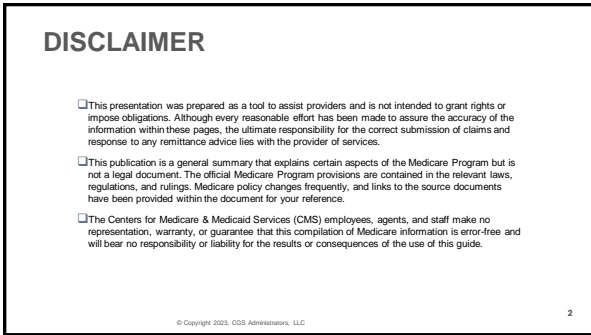 DISCLAIMER
❑This presentation was prepared as a tool to assist providers and is not intended to grant rights or
impose obligations. Although every reasonable effort has been made to assure the accuracy of the
information within these pages, the ultimate responsibility for the correct submission of claims and
response to any remittance advice lies with the provider of services.
❑This publication is a general summary that explains certain aspects of the Medicare Program but is
not a legal document. The official Medicare Program provisions are contained in the relevant laws,
regulations, and rulings. Medicare policy changes frequently, and links to the source documents
have been provided within the document for your reference.
❑The Centers for Medicare & Medicaid Services (CMS) employees, agents, and staff make no
representation, warranty, or guarantee that this compilation of Medicare information is error-free and
will bear no responsibility or liability for the results or consequences of the use of this guide.
2
© Copyright 2023, CGS Administrators, LLC